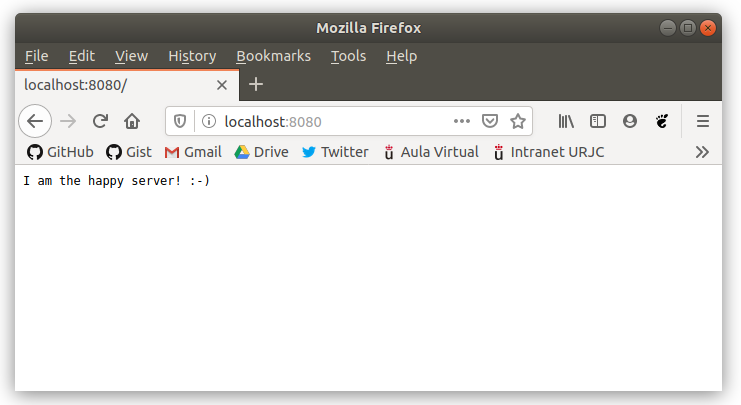 Mozilla Firefox
File Edit View History Bookmarks Tools Help
localhost:8080/
localhost:8080
GitHub Gist Gmail Drive Twitter Aula Virtual Intranet URJC
I am the happy server! :-)